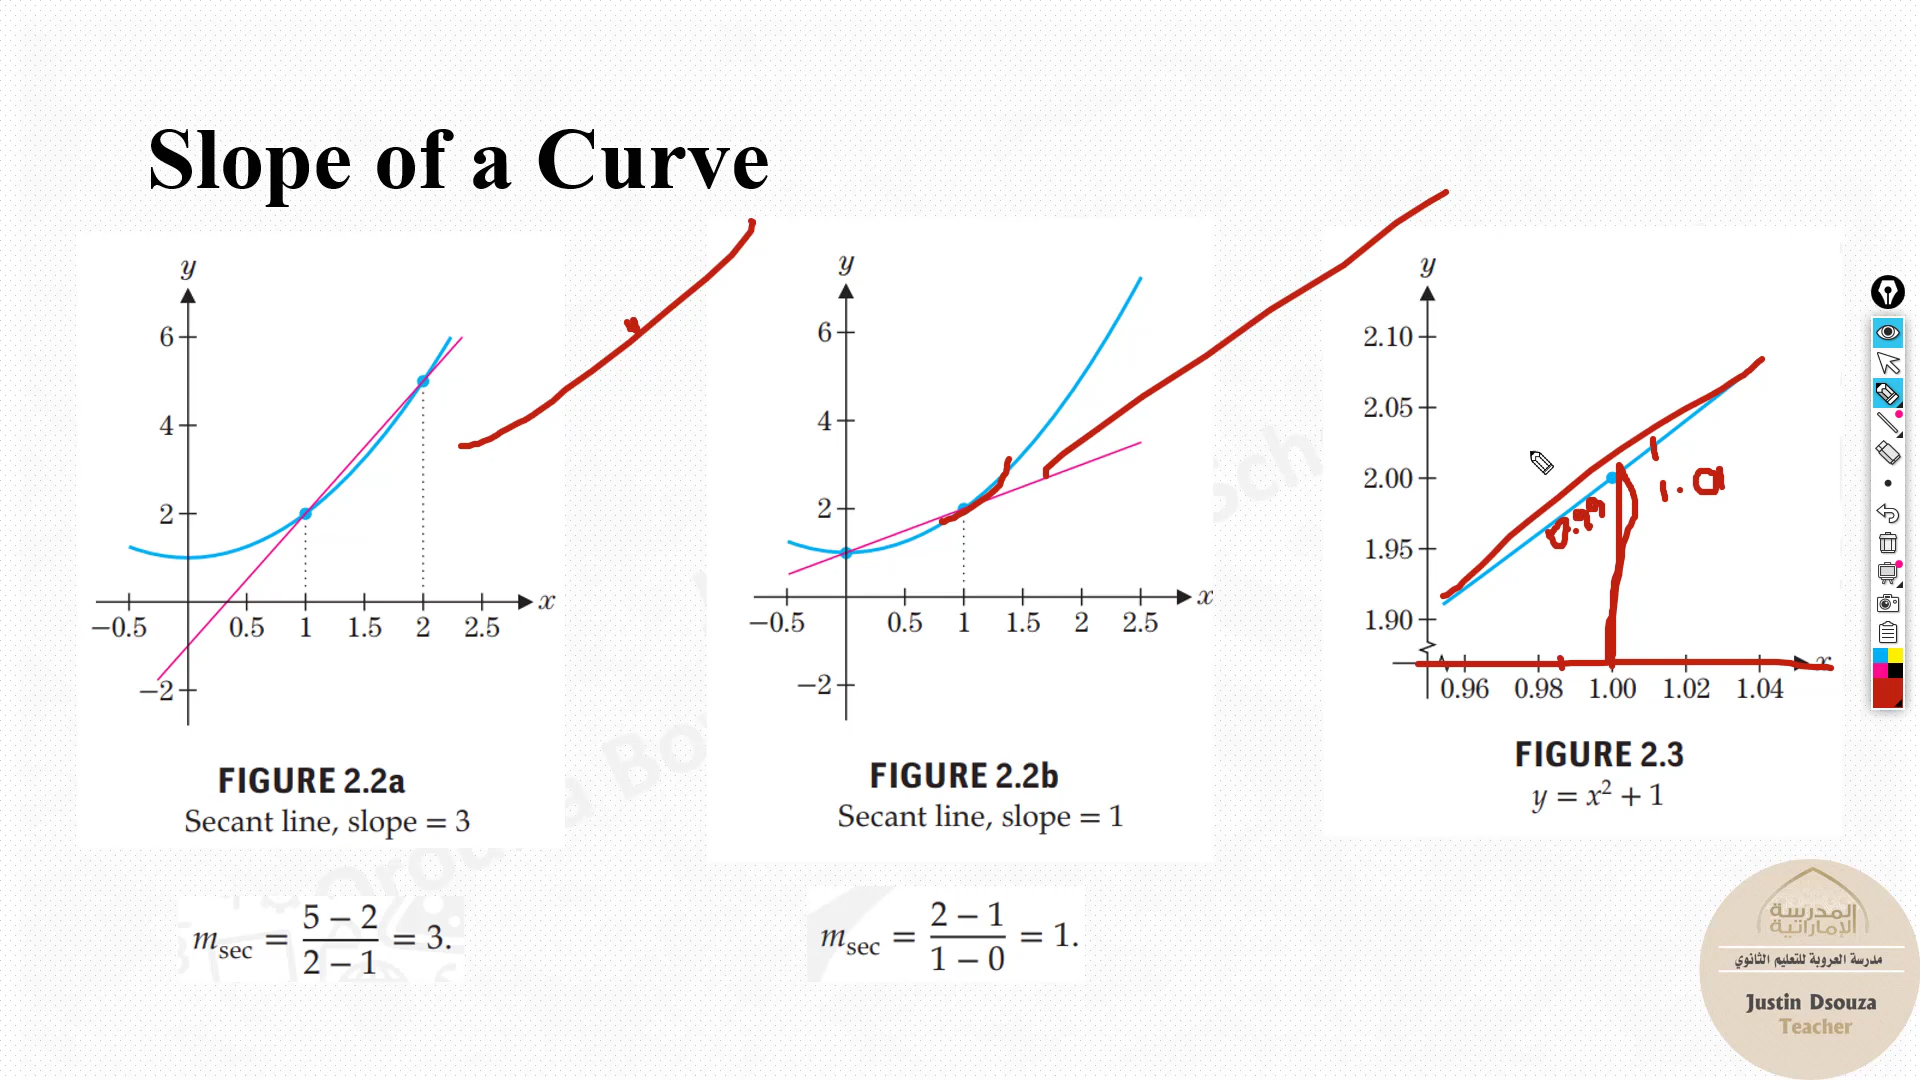 Slope of a Curve
y
6
4
2
−2
−0.5
0.5
1
1.5
2
2.5
x
FIGURE 2.2a
Secant line, slope = 3
m_sec = (5 − 2)/(2 − 1) = 3.
y
6
4
2
−2
−0.5
0.5
1
1.5
2
2.5
x
FIGURE 2.2b
Secant line, slope = 1
m_sec = (2 − 1)/(1 − 0) = 1.
y
2.10
2.05
2.00
1.95
1.90
0.96
0.98
1.00
1.02
1.04
x
FIGURE 2.3
y = x² + 1
المدرسة
الإماراتية
مدرسة العروبة للتعليم الثانوي
Justin Dsouza
Teacher